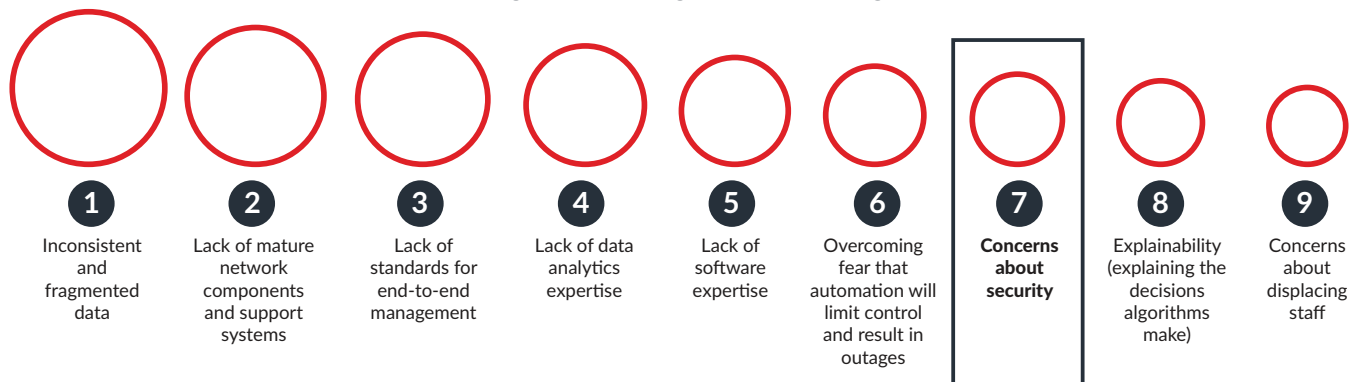 1
Inconsistent
and
fragmented
data
2
Lack of mature
network
components
and support
systems
3
Lack of
standards for
end-to-end
management
4
Lack of data
analytics
expertise
5
Lack of
software
expertise
6
Overcoming
fear that
automation will
limit control
and result in
outages
7
Concerns
about
security
8
Explainability
(explaining the
decisions
algorithms
make)
9
Concerns
about
displacing
staff